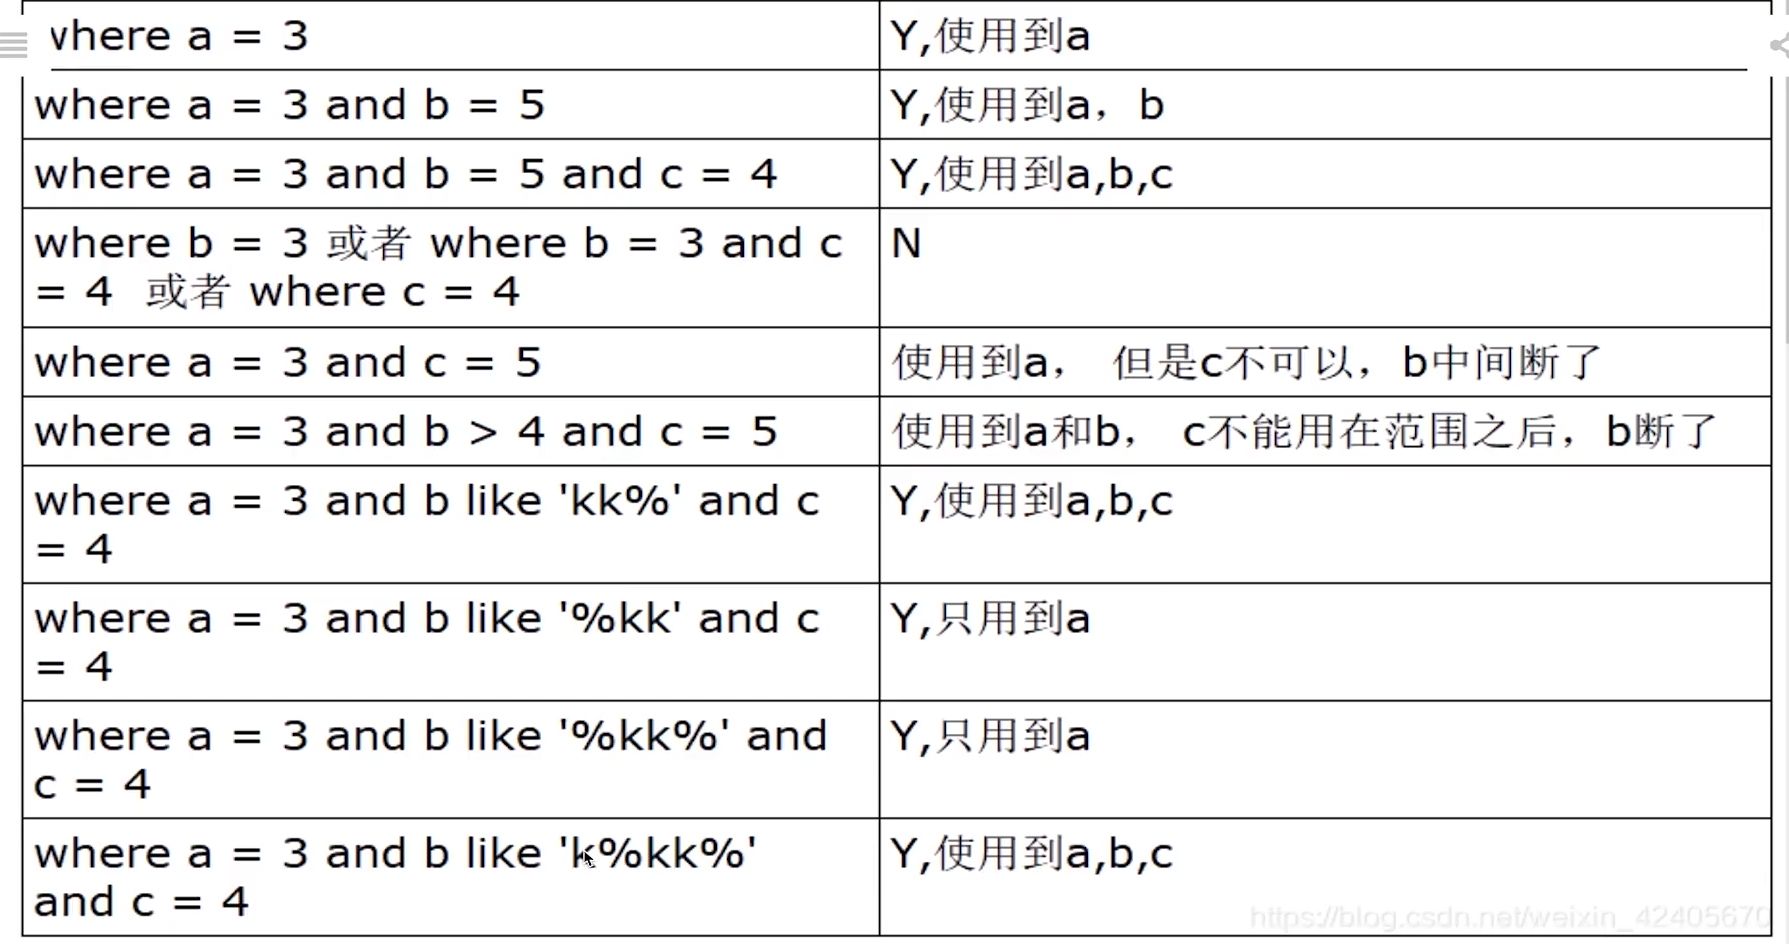 where a = 3
Y,使用到a
where a = 3 and b = 5
Y,使用到a，b
where a = 3 and b = 5 and c = 4
Y,使用到a,b,c
where b = 3 或者 where b = 3 and c
= 4 或者 where c = 4
N
where a = 3 and c = 5
使用到a， 但是c不可以，b中间断了
where a = 3 and b > 4 and c = 5
使用到a和b， c不能用在范围之后，b断了
where a = 3 and b like 'kk%' and c
= 4
Y,使用到a,b,c
where a = 3 and b like '%kk' and c
= 4
Y,只用到a
where a = 3 and b like '%kk%' and
c = 4
Y,只用到a
where a = 3 and b like 'k%kk%'
and c = 4
Y,使用到a,b,c
https://blog.csdn.net/weixin_42405670